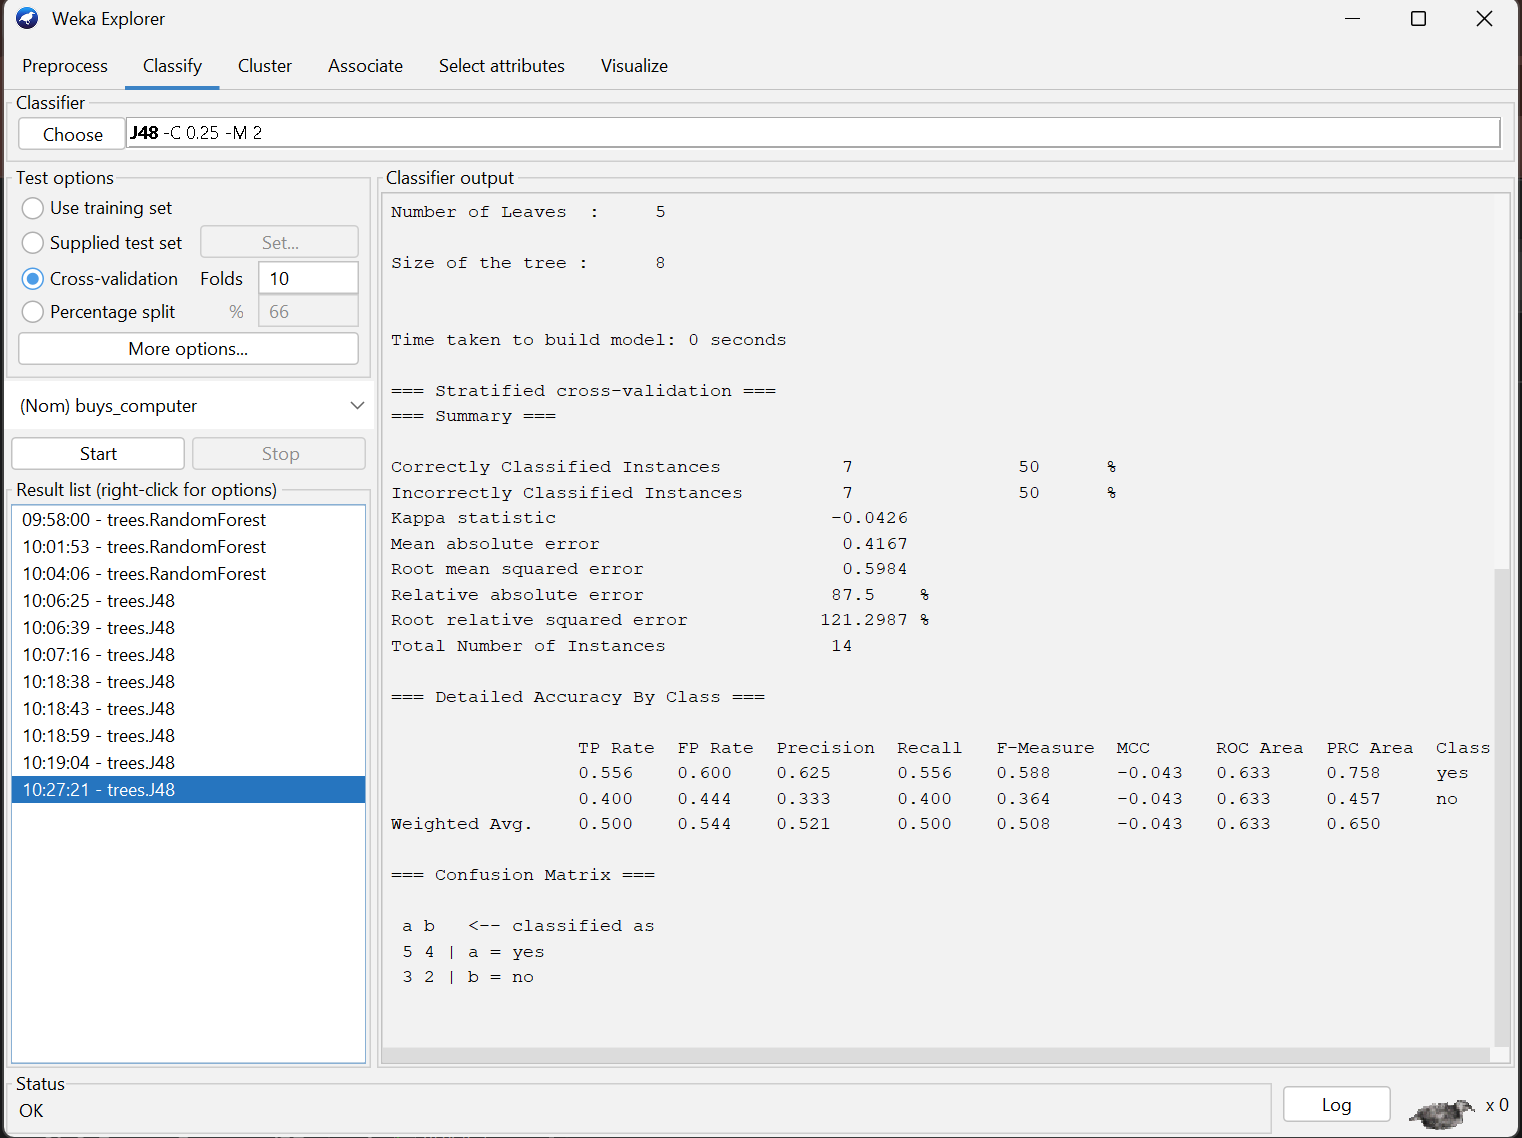 Weka Explorer
Preprocess Classify Cluster Associate Select attributes Visualize
Classifier
Choose J48 -C 0.25 -M 2
Test options
Use training set
Supplied test set Set...
Cross-validation Folds 10
Percentage split % 66
More options...
(Nom) buys_computer
Start Stop
Result list (right-click for options)
09:58:00 - trees.RandomForest
10:01:53 - trees.RandomForest
10:04:06 - trees.RandomForest
10:06:25 - trees.J48
10:06:39 - trees.J48
10:07:16 - trees.J48
10:18:38 - trees.J48
10:18:43 - trees.J48
10:18:59 - trees.J48
10:19:04 - trees.J48
10:27:21 - trees.J48
Classifier output
Number of Leaves : 5
Size of the tree : 8
Time taken to build model: 0 seconds
=== Stratified cross-validation ===
=== Summary ===
Correctly Classified Instances 7 50 %
Incorrectly Classified Instances 7 50 %
Kappa statistic -0.0426
Mean absolute error 0.4167
Root mean squared error 0.5984
Relative absolute error 87.5 %
Root relative squared error 121.2987 %
Total Number of Instances 14
=== Detailed Accuracy By Class ===
TP Rate FP Rate Precision Recall F-Measure MCC ROC Area PRC Area Class
0.556 0.600 0.625 0.556 0.588 -0.043 0.633 0.758 yes
0.400 0.444 0.333 0.400 0.364 -0.043 0.633 0.457 no
Weighted Avg. 0.500 0.544 0.521 0.500 0.508 -0.043 0.633 0.650
=== Confusion Matrix ===
a b <-- classified as
5 4 | a = yes
3 2 | b = no
Status
OK
Log
x 0